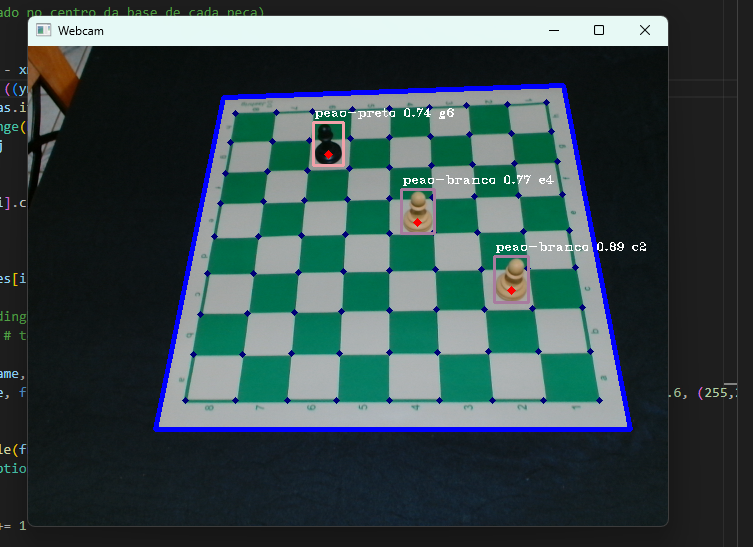 ado no centro da base de cada peça)
Webcam
- x
((y
as.i
nge(
j
peao-preto 0.74 g6
peao-branco 0.77 e4
i].c
peao-branco 0.89 c2
es[i
ding
# t
ame,
e, f
.6, (255,
8 7 6 5 4 3 2 1
le(f
ptio
+= 1